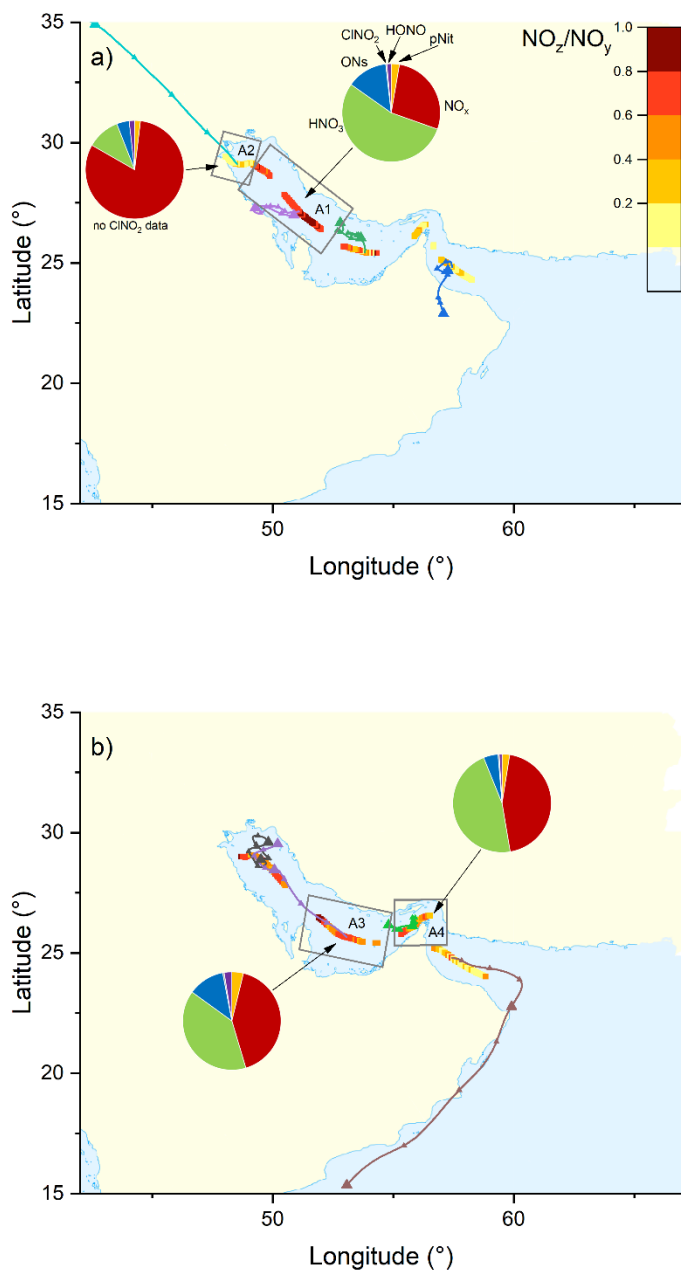 35
a)
ClNO2
HONO
pNit
NOz/NOy
1.0
ONs
0.8
NOx
30
HNO3
A2
0.6
A1
0.4
no ClNO2 data
25
0.2
Latitude (°)
20
15
50
60
Longitude (°)
35
b)
30
A3
A4
25
Latitude (°)
20
15
50
60
Longitude (°)